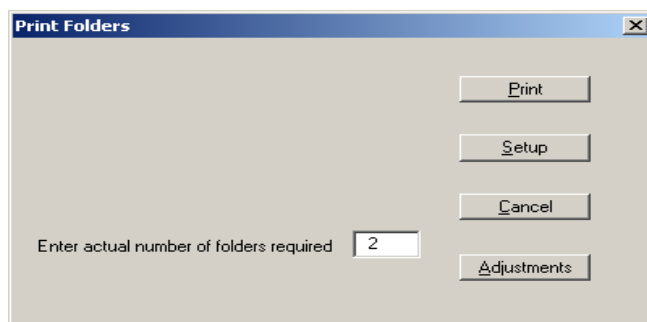 Print Folders
Print
Setup
Cancel
Enter actual number of folders required 2
Adjustments